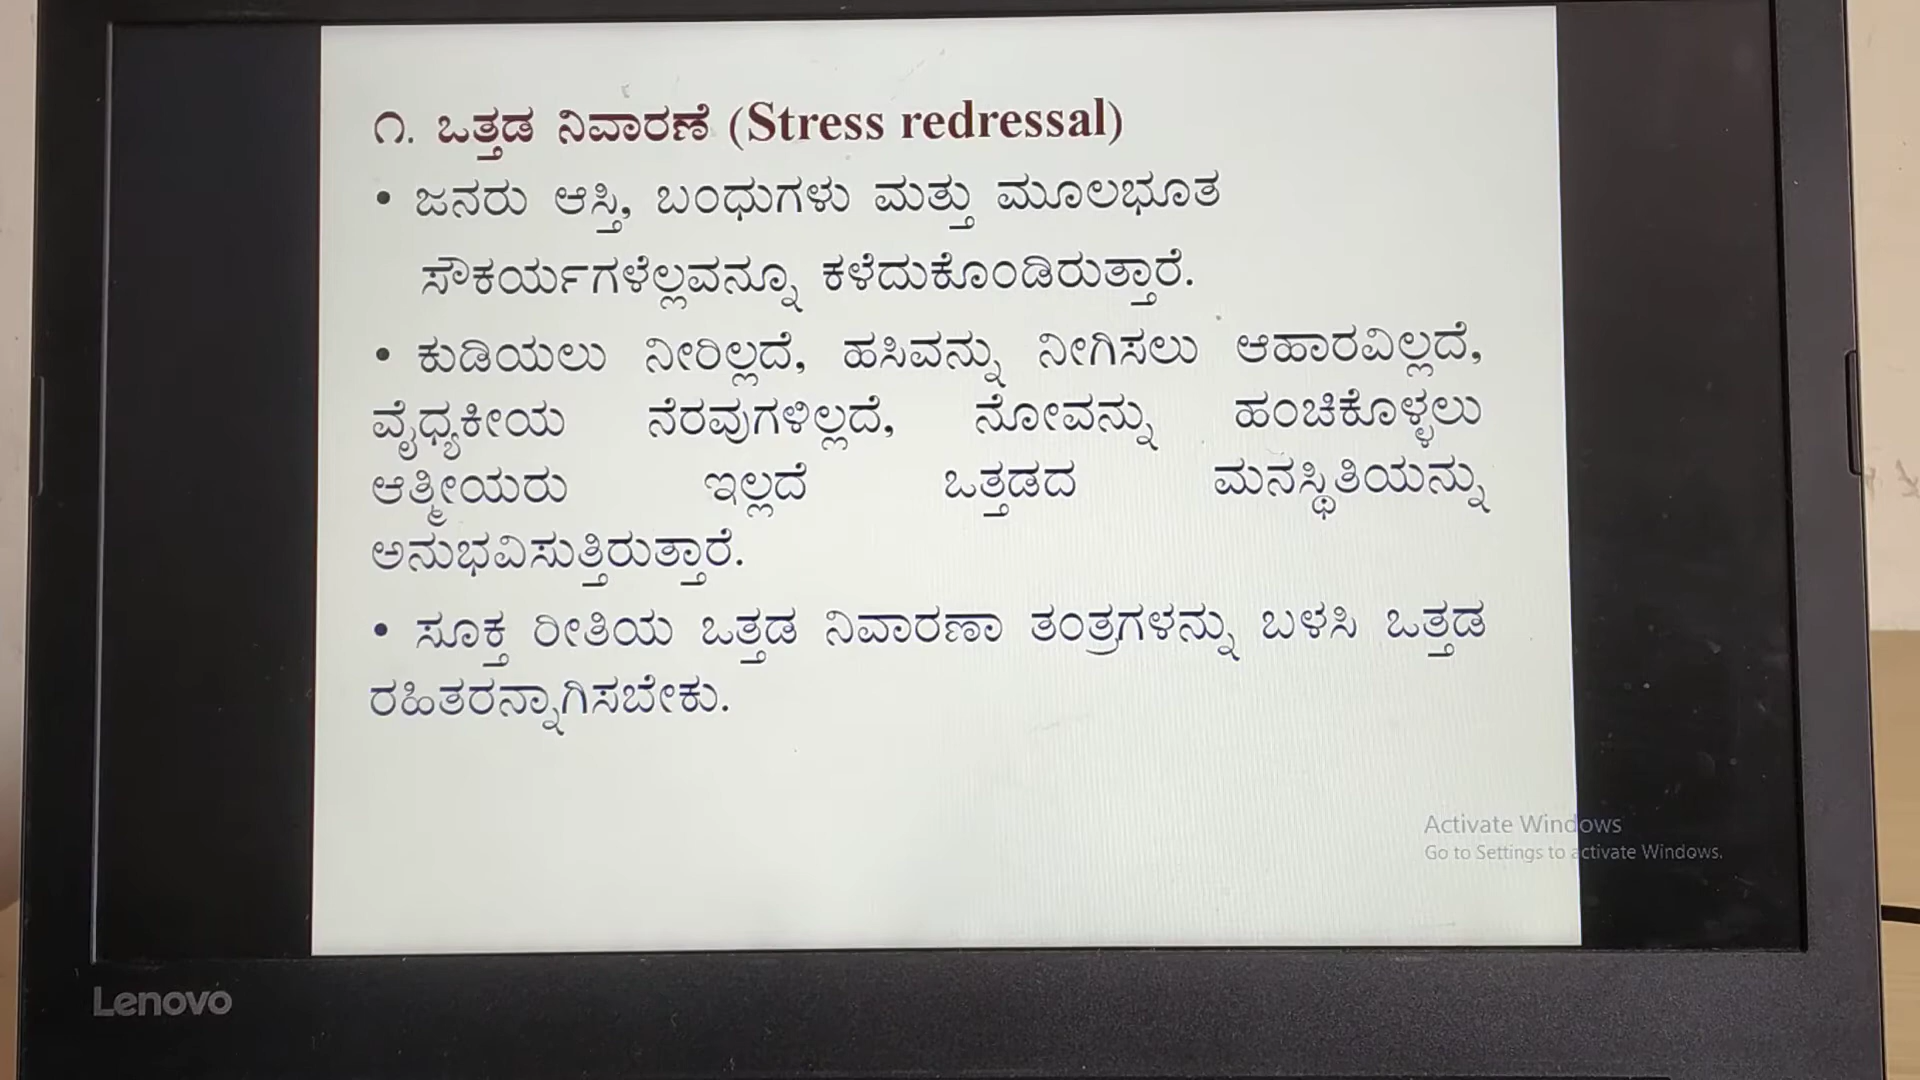 ೧. ಒತ್ತಡ ನಿವಾರಣೆ (Stress redressal)
• ಜನರು ಆಸ್ತಿ, ಬಂಧುಗಳು ಮತ್ತು ಮೂಲಭೂತ
ಸೌಕರ್ಯಗಳೆಲ್ಲವನ್ನೂ ಕಳೆದುಕೊಂಡಿರುತ್ತಾರೆ.
• ಕುಡಿಯಲು ನೀರಿಲ್ಲದೆ, ಹಸಿವನ್ನು ನೀಗಿಸಲು ಆಹಾರವಿಲ್ಲದೆ,
ವೈಧ್ಯಕೀಯ ನೆರವುಗಳಿಲ್ಲದೆ, ನೋವನ್ನು ಹಂಚಿಕೊಳ್ಳಲು
ಆತ್ಮೀಯರು ಇಲ್ಲದೆ ಒತ್ತಡದ ಮನಸ್ಥಿತಿಯನ್ನು
ಅನುಭವಿಸುತ್ತಿರುತ್ತಾರೆ.
• ಸೂಕ್ತ ರೀತಿಯ ಒತ್ತಡ ನಿವಾರಣಾ ತಂತ್ರಗಳನ್ನು ಬಳಸಿ ಒತ್ತಡ
ರಹಿತರನ್ನಾಗಿಸಬೇಕು.
Activate Windows
Go to Settings to activate Windows.
Lenovo